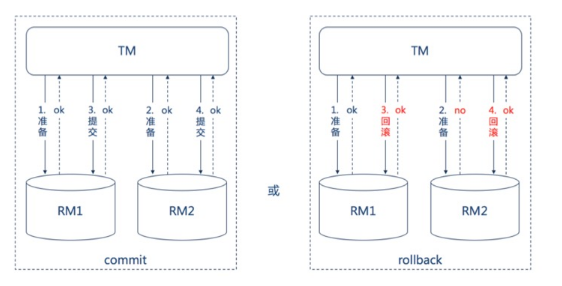 TM
1. ok
准备
3. ok
提交
2. ok
准备
4. ok
提交
RM1
RM2
commit
或
TM
1. ok
准备
3. ok
回滚
2. no
准备
4. ok
回滚
RM1
RM2
rollback